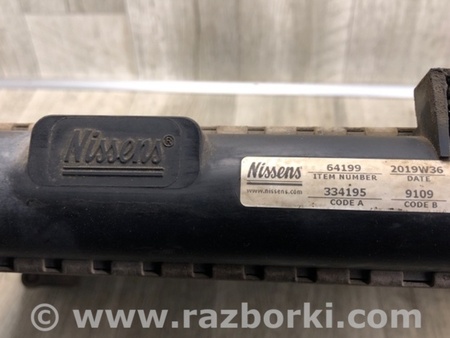 Nissens®
Nissens
www.nissens.com
64199
ITEM NUMBER
334195
CODE A
2019W36
DATE
9109
CODE B
© www.razborki.com